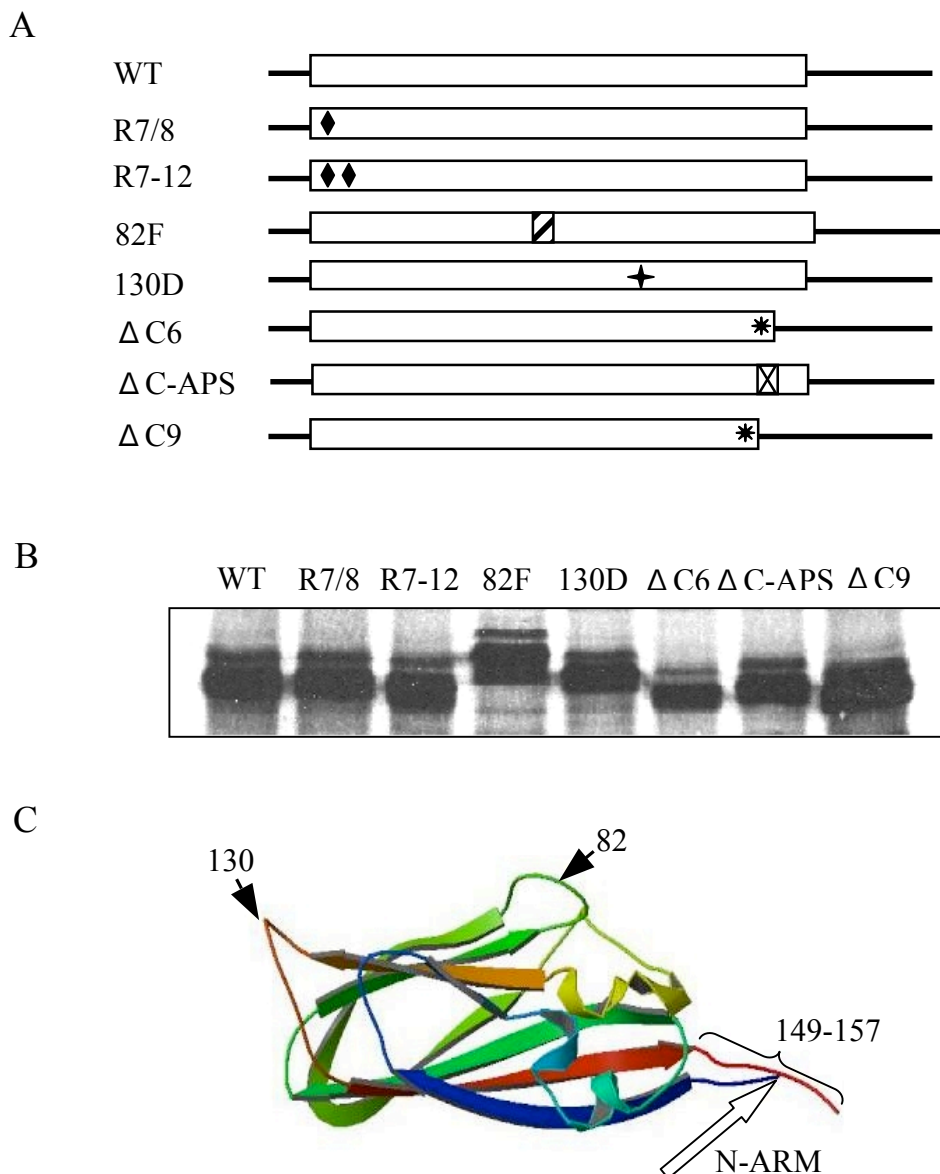 A
WT
R7/8
R7-12
82F
130D
Δ C6
Δ C-APS
Δ C9
B
WT R7/8 R7-12 82F 130D Δ C6 Δ C-APS Δ C9
C
130
82
149-157
N-ARM